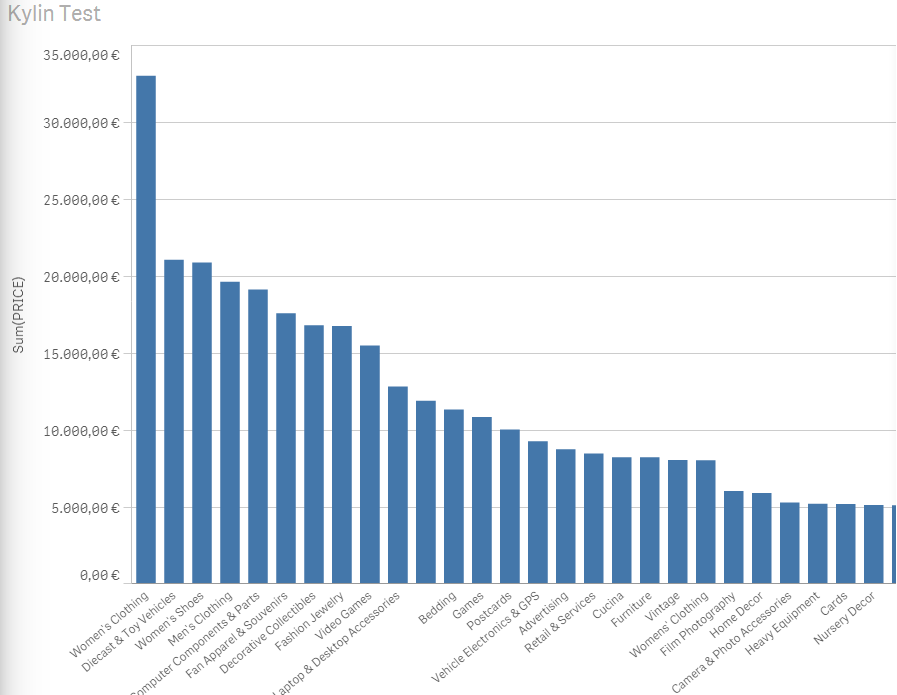 Kylin Test
35.000,00 €
30.000,00 €
25.000,00 €
20.000,00 €
15.000,00 €
10.000,00 €
5.000,00 €
0,00 €
Sum(PRICE)
Women's Clothing
Diecast & Toy Vehicles
Women's Shoes
Men's Clothing
omputer Components & Parts
Fan Apparel & Souvenirs
Decorative Collectibles
Fashion Jewelry
Video Games
Laptop & Desktop Accessories
Bedding
Games
Postcards
Vehicle Electronics & GPS
Advertising
Retail & Services
Cucina
Furniture
Vintage
Womens' Clothing
Film Photography
Home Decor
Camera & Photo Accessories
Heavy Equipment
Cards
Nursery Decor